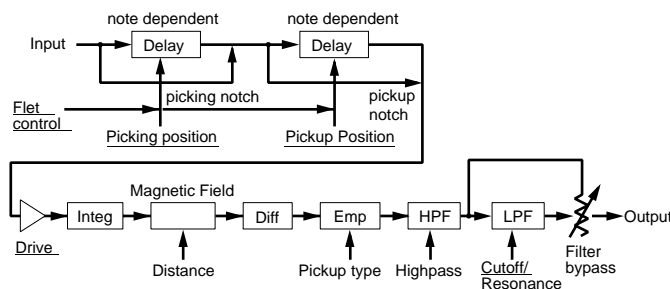 note dependent
note dependent
Input
Delay
Delay
picking notch
pickup
notch
Flet
control
Picking position
Pickup Position
Magnetic Field
Integ
Diff
Emp
HPF
LPF
Output
Drive
Distance
Pickup type
Highpass
Cutoff/
Resonance
Filter
bypass